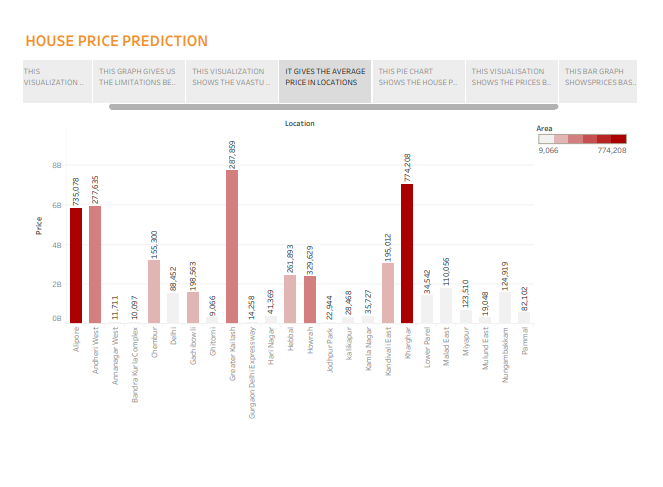 HOUSE PRICE PREDICTION
THIS
VISUALIZATION ..
THIS GRAPH GIVES US
THE LIMITATIONS BE..
THIS VISUALIZATION
SHOWS THE VAASTU ..
IT GIVES THE AVERAGE
PRICE IN LOCATIONS
THIS PIE CHART
SHOWS THE HOUSE P..
THIS VISUALISATION
SHOWS THE PRICES B..
THIS BAR GRAPH
SHOWSPRICES BAS..
Location
Area
9,066
774,208
Price
8B
6B
4B
2B
0B
735,078
277,635
11,711
10,097
155,300
88,452
198,563
9,066
287,859
14,258
41,369
261,893
329,629
22,944
28,468
35,727
195,012
774,208
34,542
110,056
123,510
19,048
124,919
82,102
Alipore
Andheri West
Annanagar West
Bandra Kurla Complex
Chembur
Delhi
Gachibowli
Ghitorni
Greater Kailash
Gurgaon Delhi Expressway
Hari Nagar
Hebbal
Howrah
Jodhpur Park
kalikapur
Kamla Nagar
Kandivali East
Kharghar
Lower Parel
Malad East
Miyapur
Mulund East
Nungambakkam
Pammal